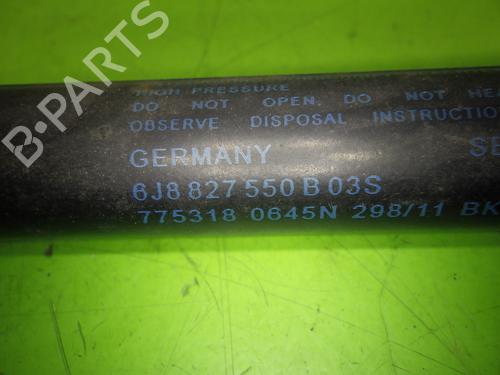 HIGH PRESSURE
DO NOT OPEN. DO NOT HE
OBSERVE DISPOSAL INSTRUCTIO
GERMANY SE
6J8 827 550 B 03S
775318 0645N 298/11 BK
B-PARTS